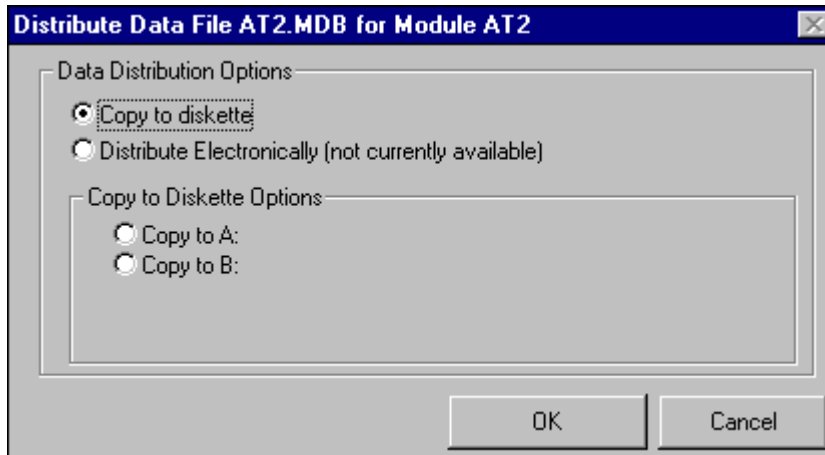 Distribute Data File AT2.MDB for Module AT2
Data Distribution Options
Copy to diskette
Distribute Electronically (not currently available)
Copy to Diskette Options
Copy to A:
Copy to B:
OK
Cancel